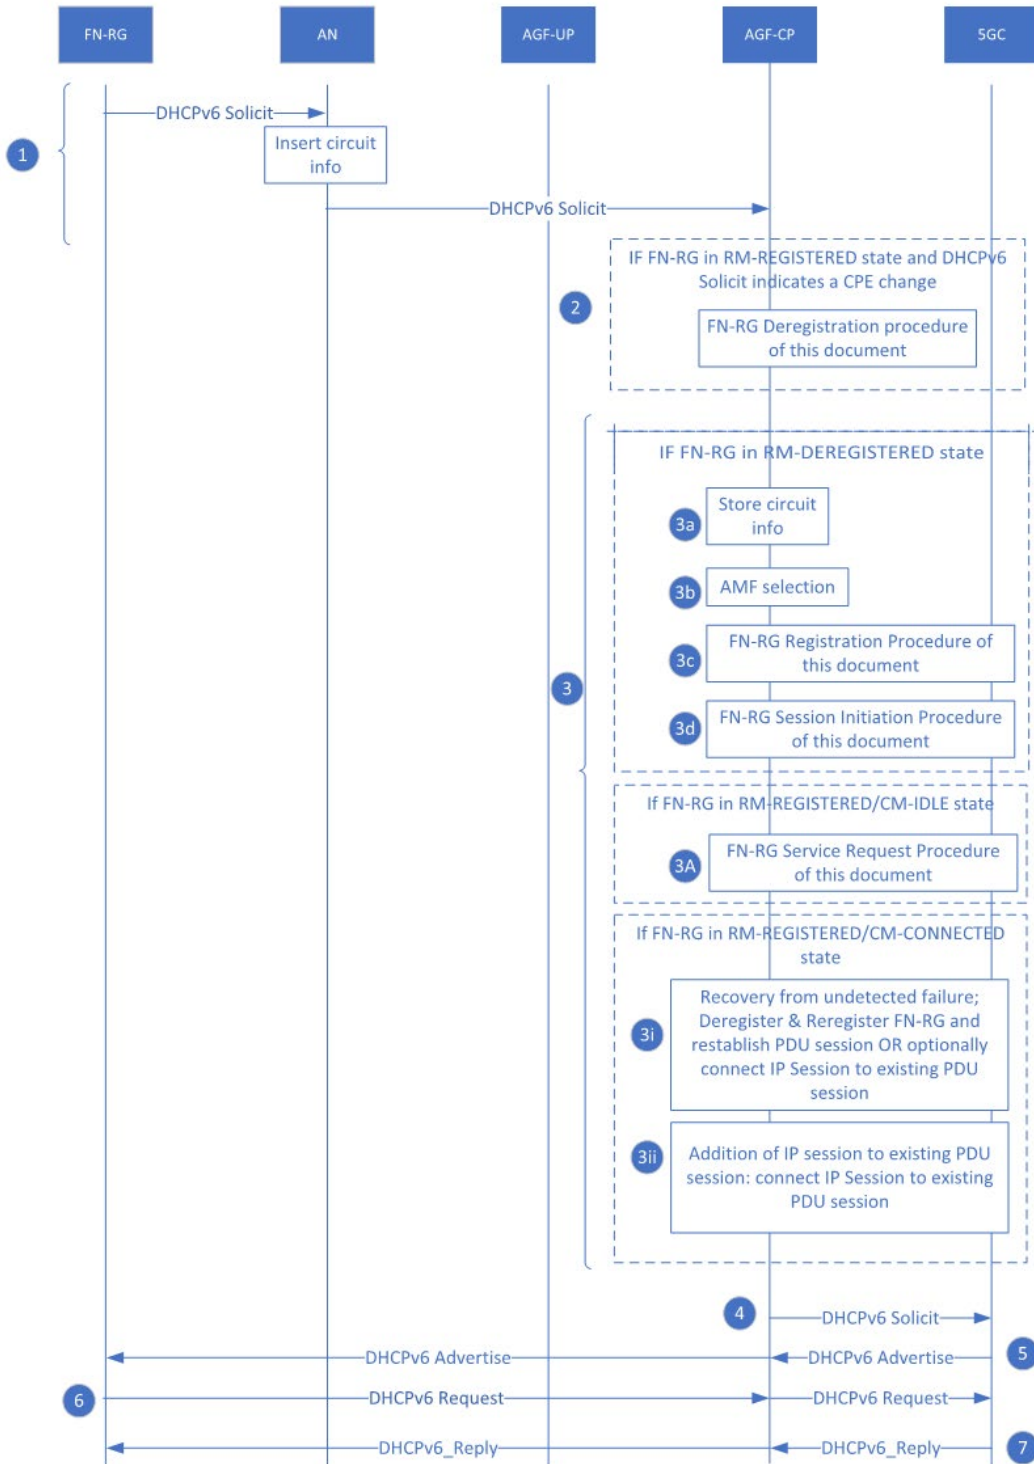 FN-RG
AN
AGF-UP
AGF-CP
5GC
DHCPv6 Solicit
1
Insert circuit
info
DHCPv6 Solicit
IF FN-RG in RM-REGISTERED state and DHCPv6
Solicit indicates a CPE change
2
FN-RG Deregistration procedure
of this document
IF FN-RG in RM-DEREGISTERED state
3a
Store circuit
info
3b
AMF selection
3c
FN-RG Registration Procedure of
this document
3
3d
FN-RG Session Initiation Procedure
of this document
If FN-RG in RM-REGISTERED/CM-IDLE state
3A
FN-RG Service Request Procedure
of this document
If FN-RG in RM-REGISTERED/CM-CONNECTED
state
3i
Recovery from undetected failure;
Deregister & Reregister FN-RG and
restablish PDU session OR optionally
connect IP Session to existing PDU
session
3ii
Addition of IP session to existing PDU
session: connect IP Session to existing
PDU session
4
DHCPv6 Solicit
DHCPv6 Advertise
DHCPv6 Advertise
5
6
DHCPv6 Request
DHCPv6 Request
DHCPv6_Reply
DHCPv6_Reply
7